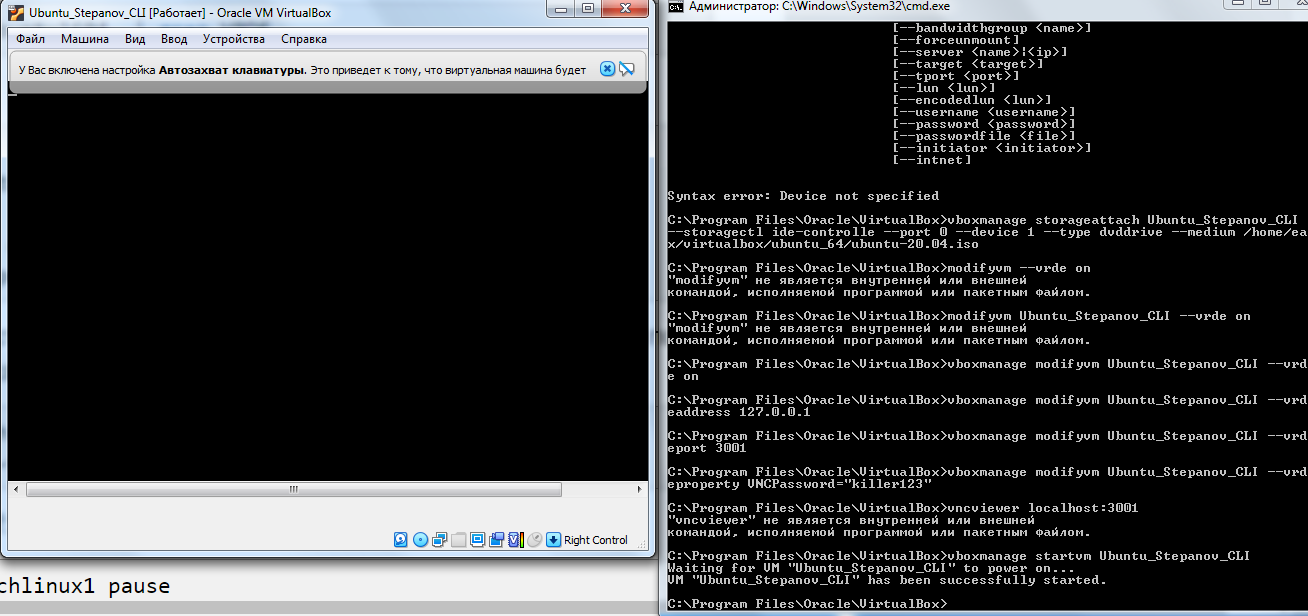 Ubuntu_Stepanov_CLI [Работает] - Oracle VM VirtualBox
Файл Машина Вид Ввод Устройства Справка
У Вас включена настройка Автозахват клавиатуры. Это приведет к тому, что виртуальная машина будет
Right Control
chlinux1 pause
Администратор: C:\Windows\System32\cmd.exe
[--bandwidthgroup <name>]
[--forceunmount]
[--server <name>|<ip>]
[--target <target>]
[--tport <port>]
[--lun <lun>]
[--encodedlun <lun>]
[--username <username>]
[--password <password>]
[--passwordfile <file>]
[--initiator <initiator>]
[--intnet]
Syntax error: Device not specified
C:\Program Files\Oracle\VirtualBox>vboxmanage storageattach Ubuntu_Stepanov_CLI
--storagectl ide-controlle --port 0 --device 1 --type dvddrive --medium /home/ea
x/virtualbox/ubuntu_64/ubuntu-20.04.iso
C:\Program Files\Oracle\VirtualBox>modifyvm --vrde on
"modifyvm" не является внутренней или внешней
командой, исполняемой программой или пакетным файлом.
C:\Program Files\Oracle\VirtualBox>modifyvm Ubuntu_Stepanov_CLI --vrde on
"modifyvm" не является внутренней или внешней
командой, исполняемой программой или пакетным файлом.
C:\Program Files\Oracle\VirtualBox>vboxmanage modifyvm Ubuntu_Stepanov_CLI --vrd
e on
C:\Program Files\Oracle\VirtualBox>vboxmanage modifyvm Ubuntu_Stepanov_CLI --vrd
eaddress 127.0.0.1
C:\Program Files\Oracle\VirtualBox>vboxmanage modifyvm Ubuntu_Stepanov_CLI --vrd
eport 3001
C:\Program Files\Oracle\VirtualBox>vboxmanage modifyvm Ubuntu_Stepanov_CLI --vrd
eproperty VNCPassword="killer123"
C:\Program Files\Oracle\VirtualBox>vncviewer localhost:3001
"vncviewer" не является внутренней или внешней
командой, исполняемой программой или пакетным файлом.
C:\Program Files\Oracle\VirtualBox>vboxmanage startvm Ubuntu_Stepanov_CLI
Waiting for VM "Ubuntu_Stepanov_CLI" to power on...
VM "Ubuntu_Stepanov_CLI" has been successfully started.
C:\Program Files\Oracle\VirtualBox>